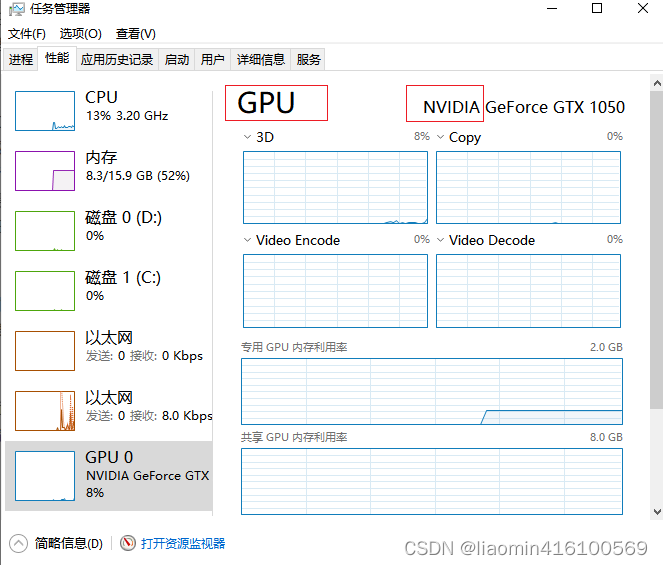 任务管理器
文件(F) 选项(O) 查看(V)
进程 性能 应用历史记录 启动 用户 详细信息 服务
CPU
13% 3.20 GHz
内存
8.3/15.9 GB (52%)
磁盘 0 (D:)
0%
磁盘 1 (C:)
0%
以太网
发送: 0 接收: 0 Kbps
以太网
发送: 0 接收: 8.0 Kbps
GPU 0
NVIDIA GeForce GTX
8%
GPU NVIDIA GeForce GTX 1050
3D 8% Copy 0%
Video Encode 0% Video Decode 0%
专用 GPU 内存利用率 2.0 GB
共享 GPU 内存利用率 8.0 GB
简略信息(D) 打开资源监视器
CSDN @liaomin416100569